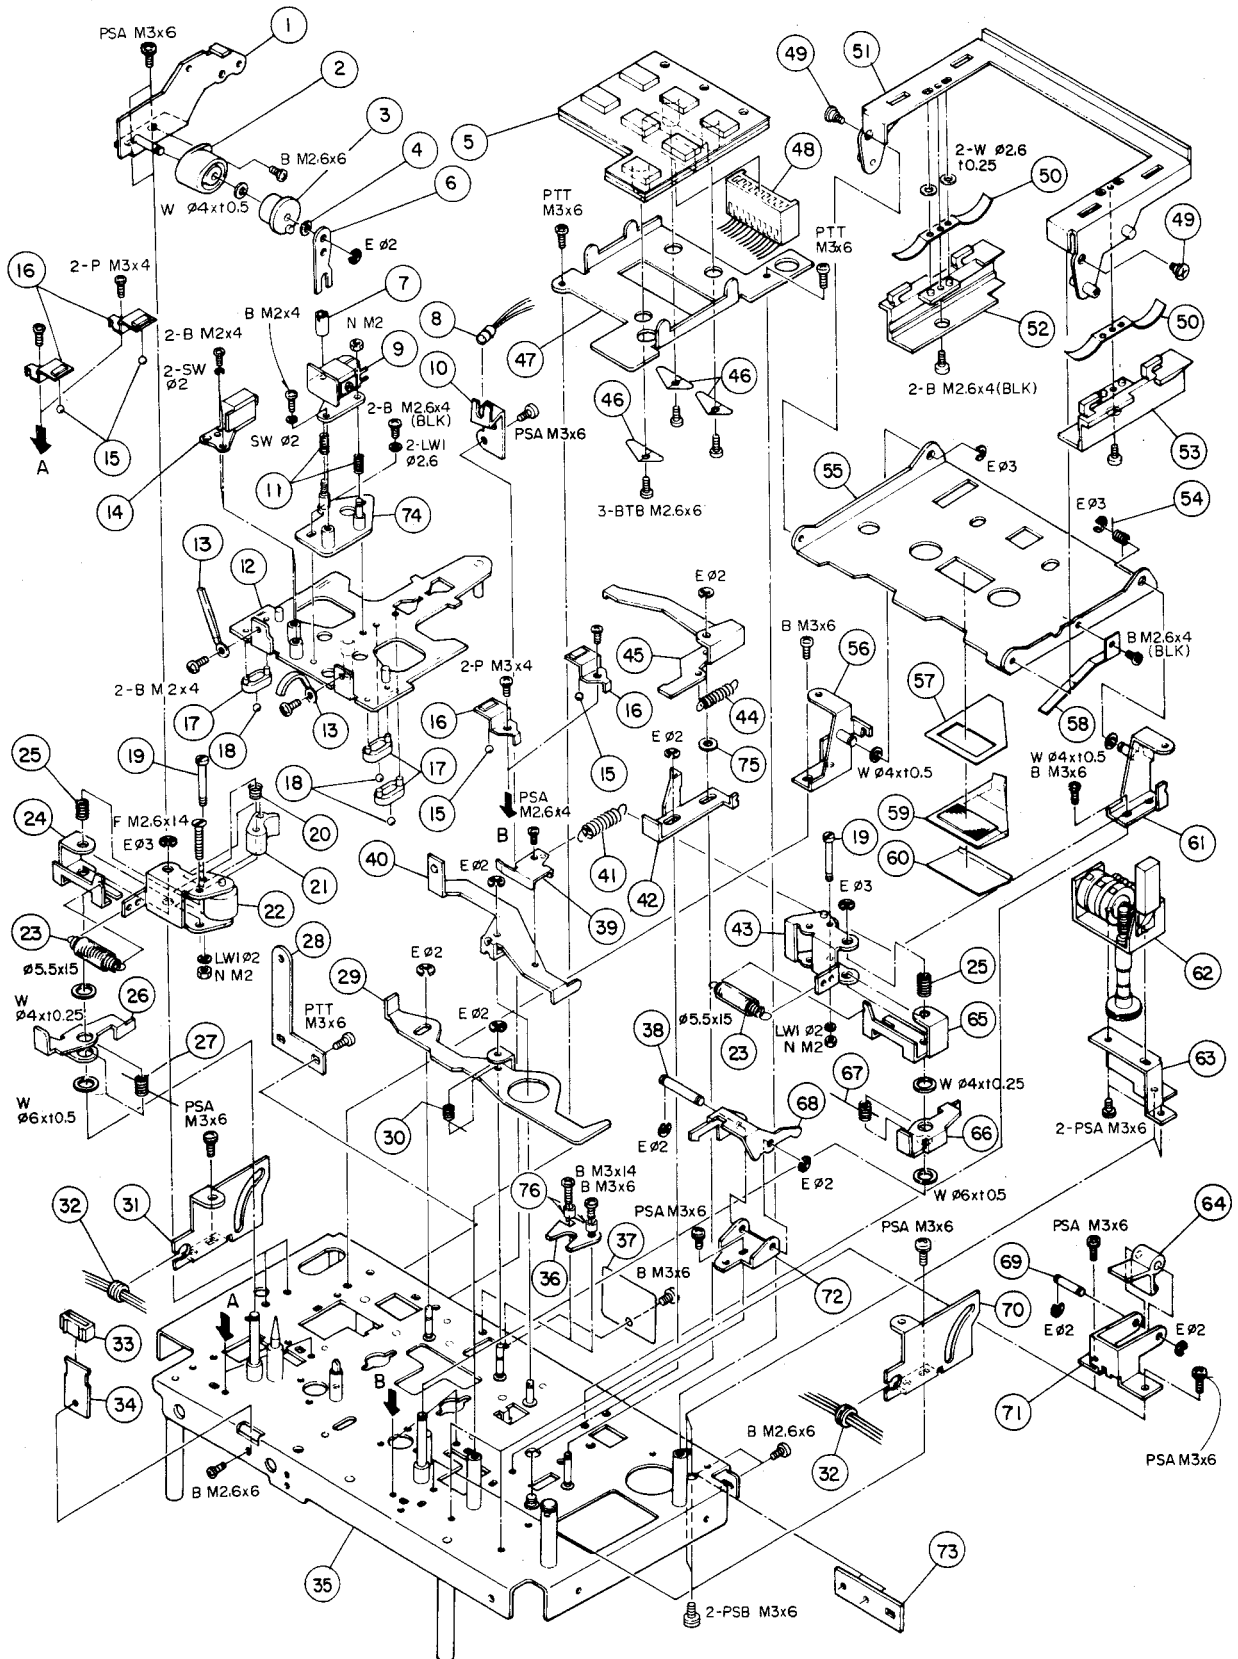 PSA M3x6
1
2
3
4
5
6
B M2.6x6
W Ø4xt0.5
E Ø2
16
2-P M3x4
7
8
N M2
B M2x4
9
10
2-B M2x4
2-SW
Ø2
2-B M2.6x4
(BLK)
SW Ø2
2-LW1
Ø2.6
PSA M3x6
A
15
14
11
74
49
51
48
PTT
M3x6
PTT
M3x6
2-W Ø2.6
t0.25
50
49
47
46
46
52
50
2-B M2.6x4(BLK)
53
3-BTB M2.6x6
55
E Ø3
54
E Ø3
13
12
2-B M2x4
17
18
13
17
18
2-P M3x4
16
15
16
15
45
E Ø2
44
75
B M3x6
56
57
58
B M2.6x4
(BLK)
W Ø4xt0.5
W Ø4xt0.5
B M3x6
59
60
61
25
19
24
F M2.6x14
E Ø3
20
21
22
23
Ø5.5x15
LW1 Ø2
N M2
W
Ø4xt0.25
26
27
W
Ø6xt0.5
PSA
M3x6
28
29
PTT
M3x6
30
E Ø2
40
E Ø2
E Ø2
PSA
M2.6x4
B
39
41
E Ø2
42
19
E Ø3
43
25
23
Ø5.5x15
LW1 Ø2
N M2
65
W Ø4xt0.25
38
E Ø2
67
68
66
E Ø2
W Ø6xt0.5
62
63
2-PSA M3x6
31
32
33
34
A
B
B M2.6x6
35
76
B M3x14
B M3x6
36
37
PSA M3x6
B M3x6
72
PSA M3x6
70
32
B M2.6x6
64
PSA M3x6
69
E Ø2
E Ø2
71
PSA M3x6
73
2-PSB M3x6